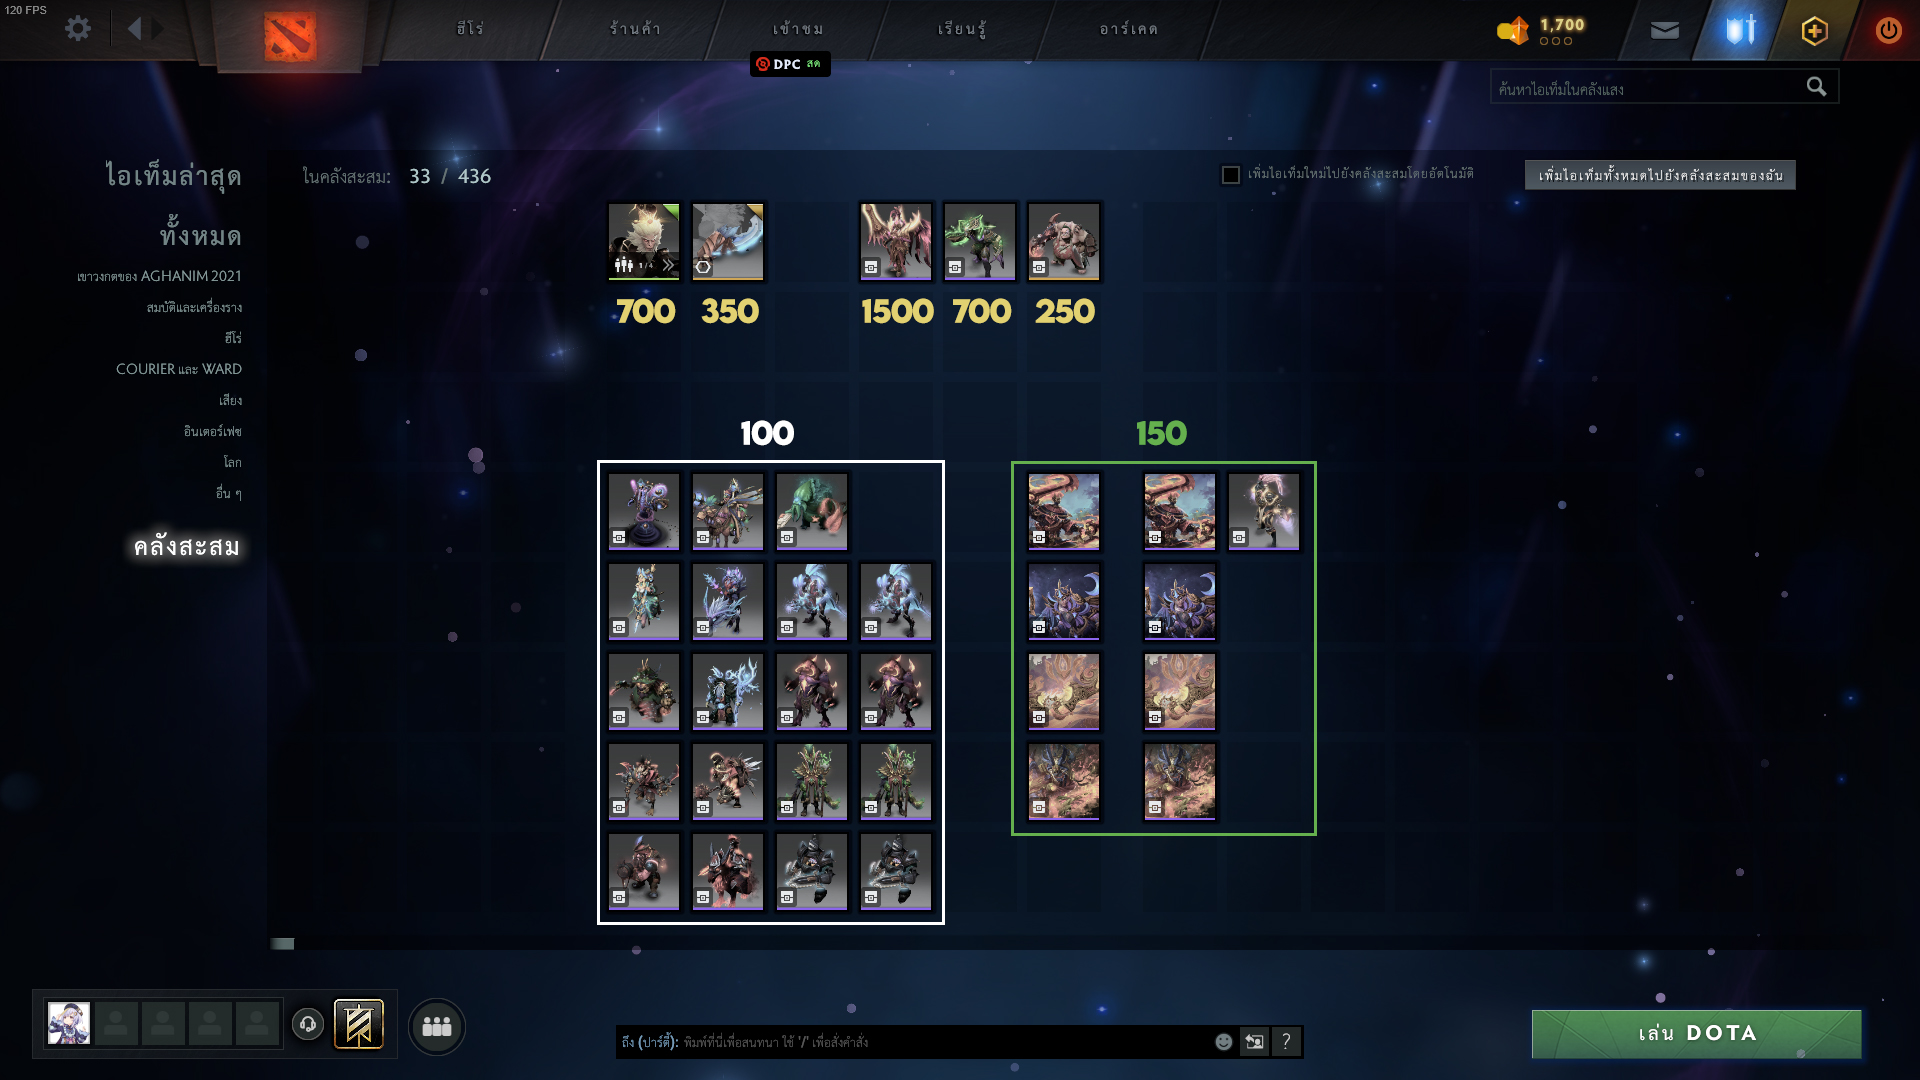 120 FPS
ฮีโร่
ร้านค้า
เข้าชม
เรียนรู้
อาร์เคด
1,700
DPC สด
ค้นหาไอเท็มในคลังแสง
ไอเท็มล่าสุด
ทั้งหมด
เขาวงกตของ AGHANIM 2021
สมบัติและเครื่องราง
ฮีโร่
COURIER และ WARD
เสียง
อินเตอร์เฟซ
โลก
อื่น ๆ
คลังสะสม
ในคลังสะสม: 33 / 436
เพิ่มไอเท็มใหม่ไปยังคลังสะสมโดยอัตโนมัติ
เพิ่มไอเท็มทั้งหมดไปยังคลังสะสมของฉัน
1/4
700 350 1500 700 250
100 150
ถึง (ปาร์ตี้): พิมพ์ที่นี่เพื่อสนทนา ใช้ '/' เพื่อสั่งคำสั่ง
?
เล่น DOTA